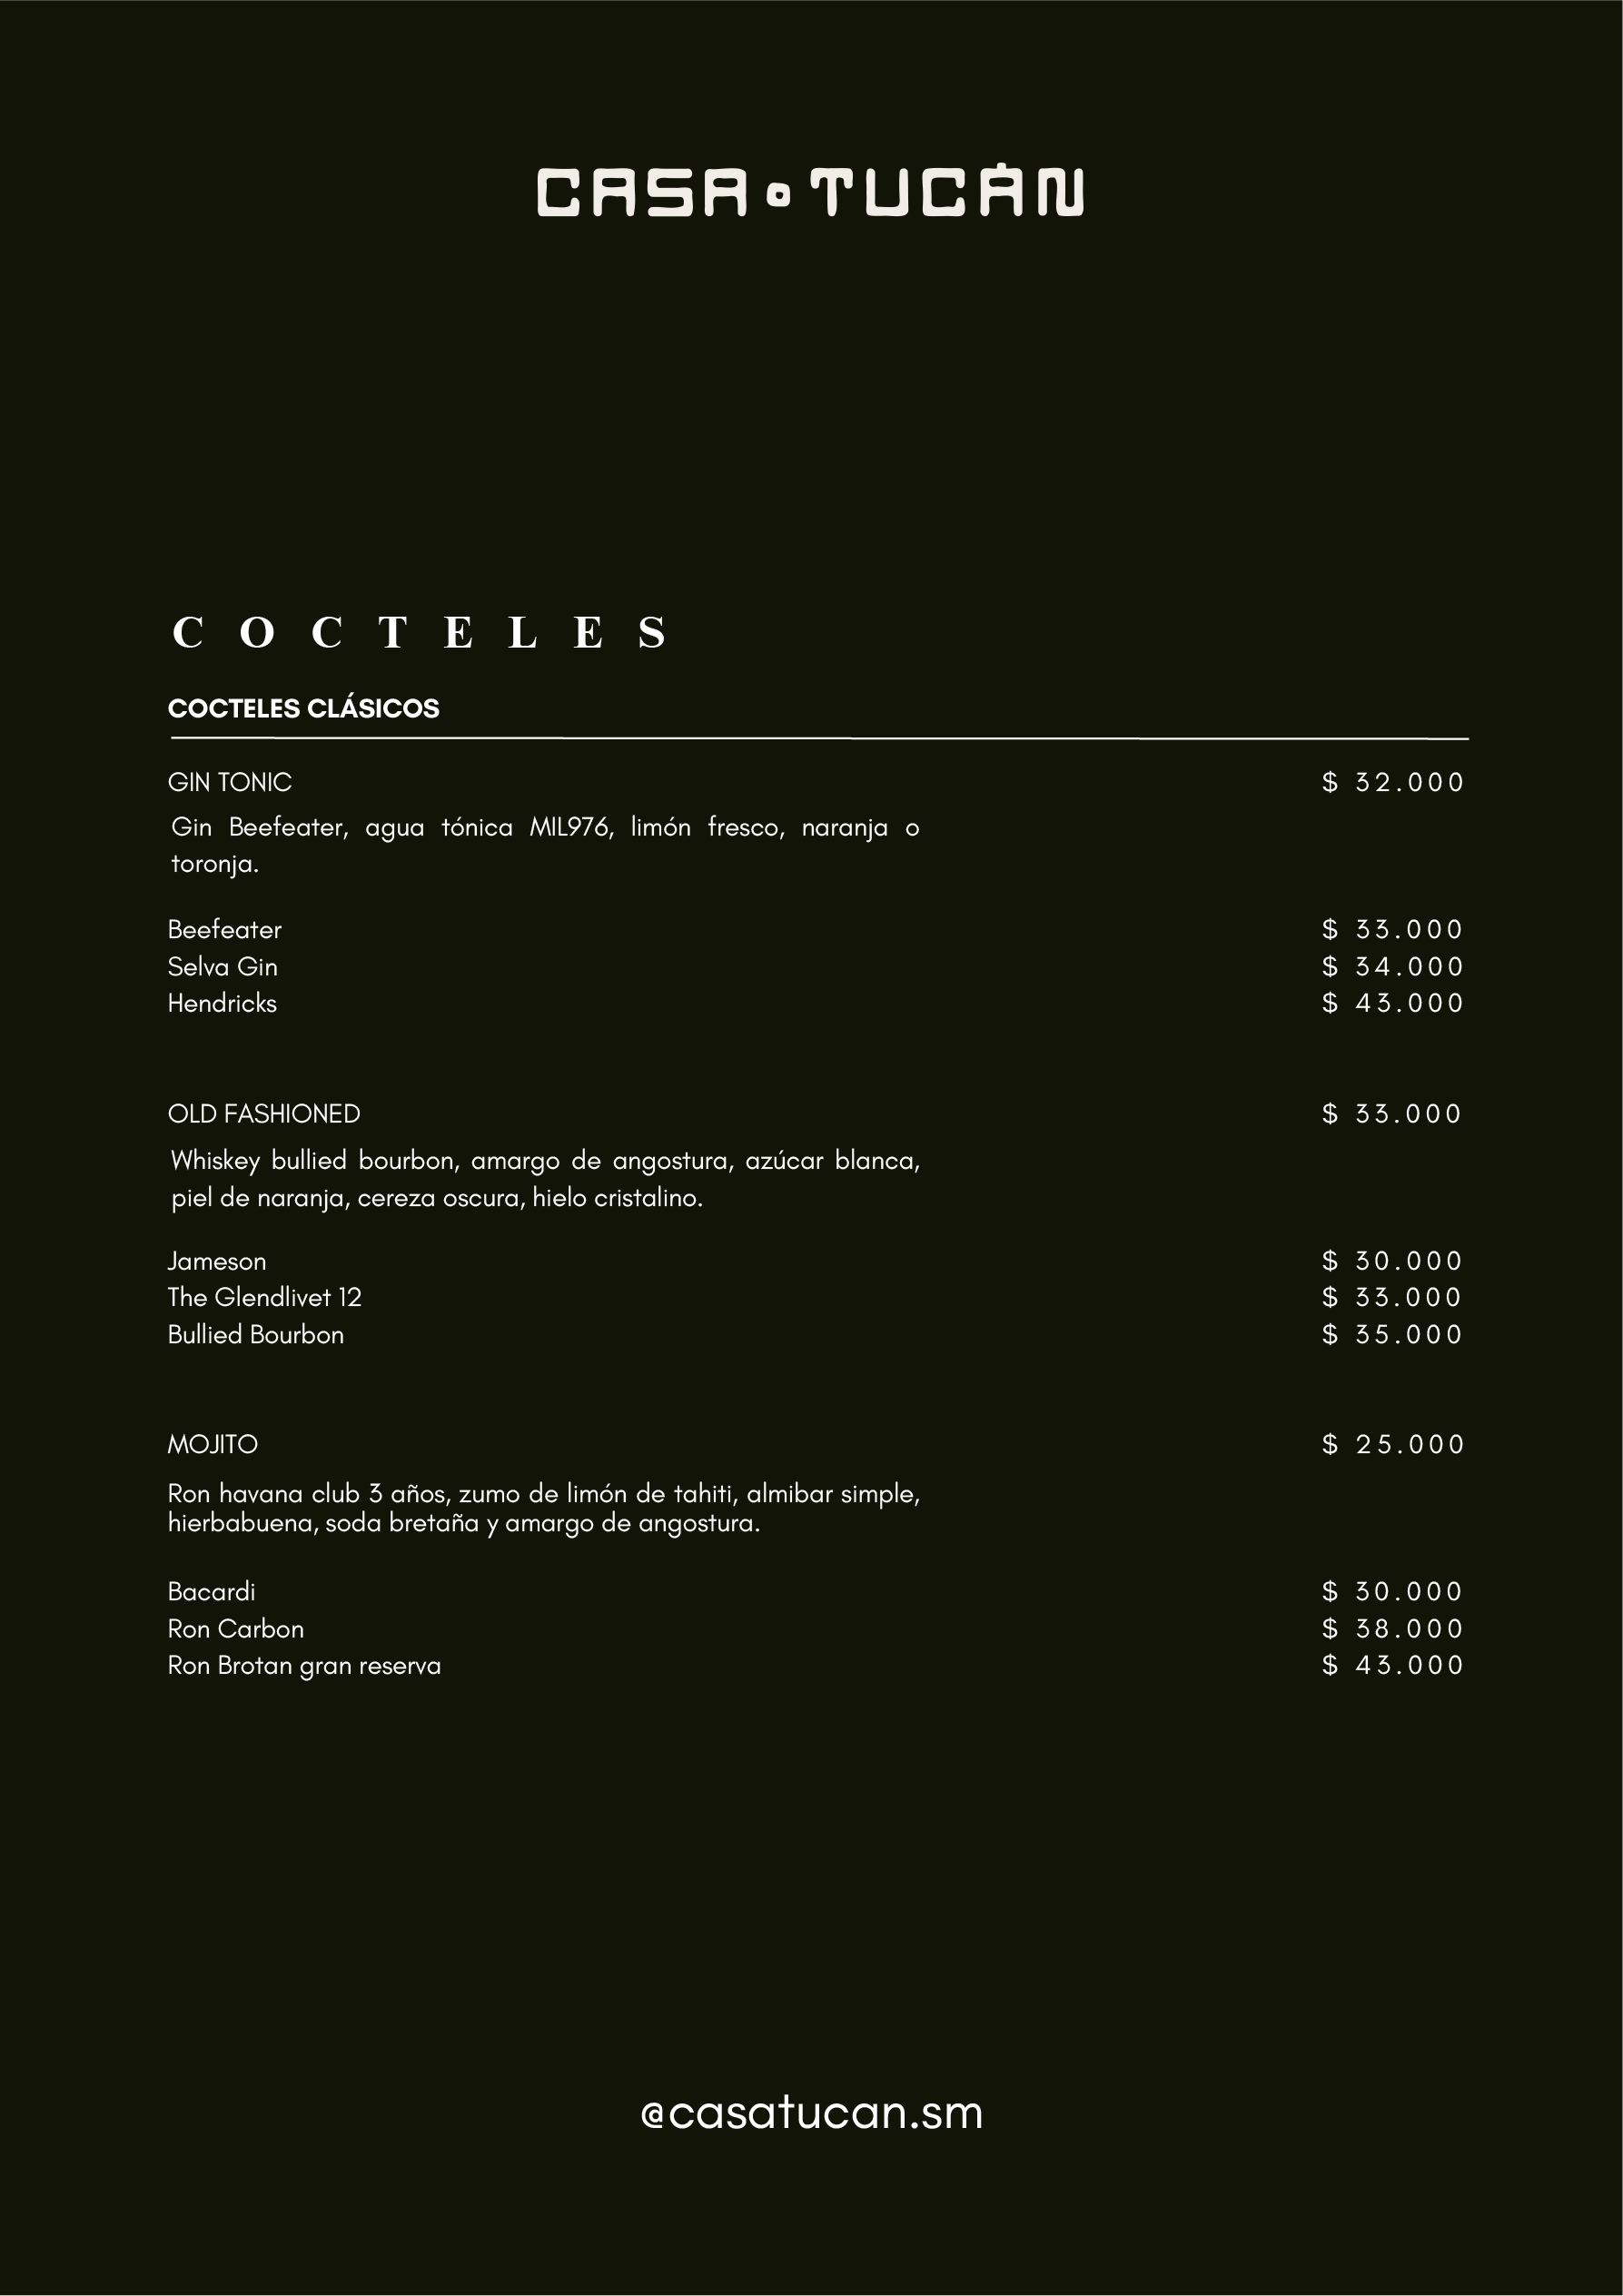 CASA TUCÁN
COCTELES
COCTELES CLÁSICOS
GIN TONIC $ 32.000
Gin Beefeater, agua tónica MIL976, limón fresco, naranja o
toronja.
Beefeater $ 33.000
Selva Gin $ 34.000
Hendricks $ 43.000
OLD FASHIONED $ 33.000
Whiskey bullied bourbon, amargo de angostura, azúcar blanca,
piel de naranja, cereza oscura, hielo cristalino.
Jameson $ 30.000
The Glendlivet 12 $ 33.000
Bullied Bourbon $ 35.000
MOJITO $ 25.000
Ron havana club 3 años, zumo de limón de tahiti, almibar simple,
hierbabuena, soda bretaña y amargo de angostura.
Bacardi $ 30.000
Ron Carbon $ 38.000
Ron Brotan gran reserva $ 43.000
@casatucan.sm